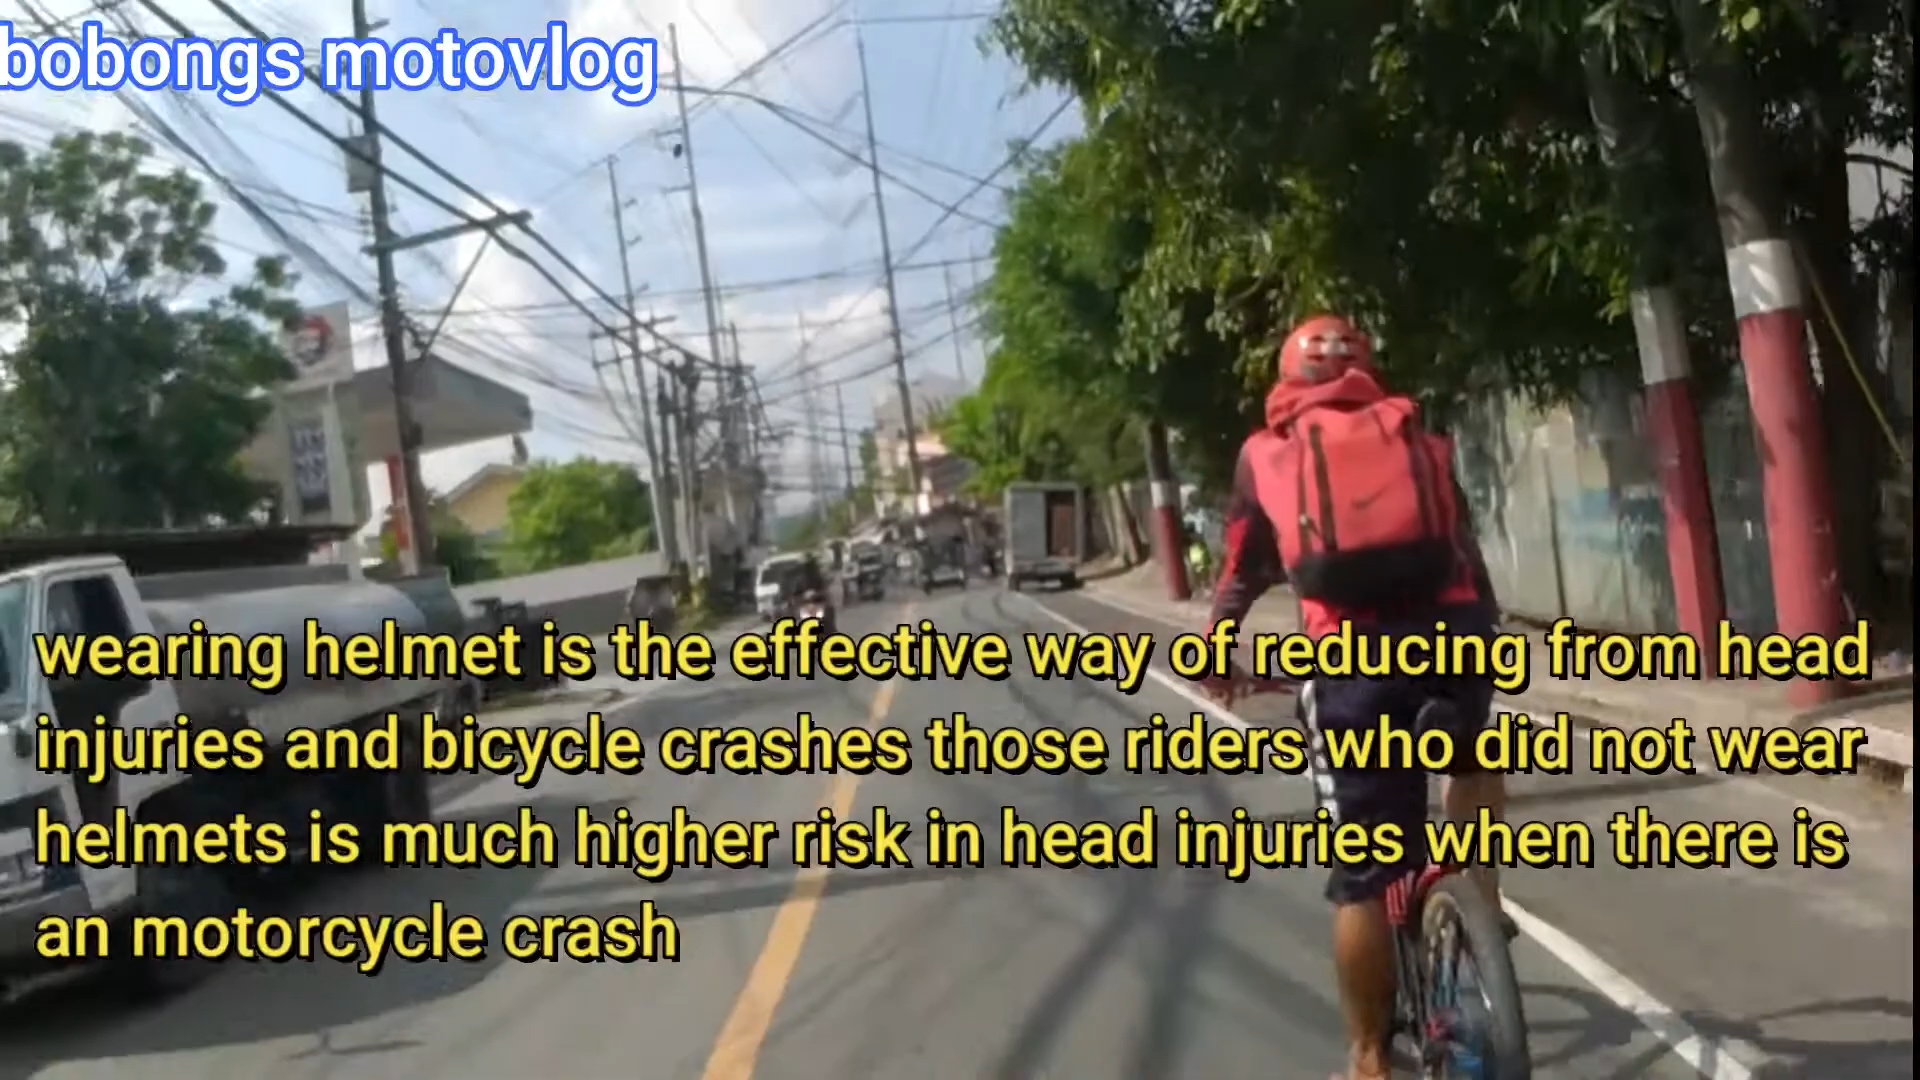 bobongs motovlog
wearing helmet is the effective way of reducing from head
injuries and bicycle crashes those riders who did not wear
helmets is much higher risk in head injuries when there is
an motorcycle crash